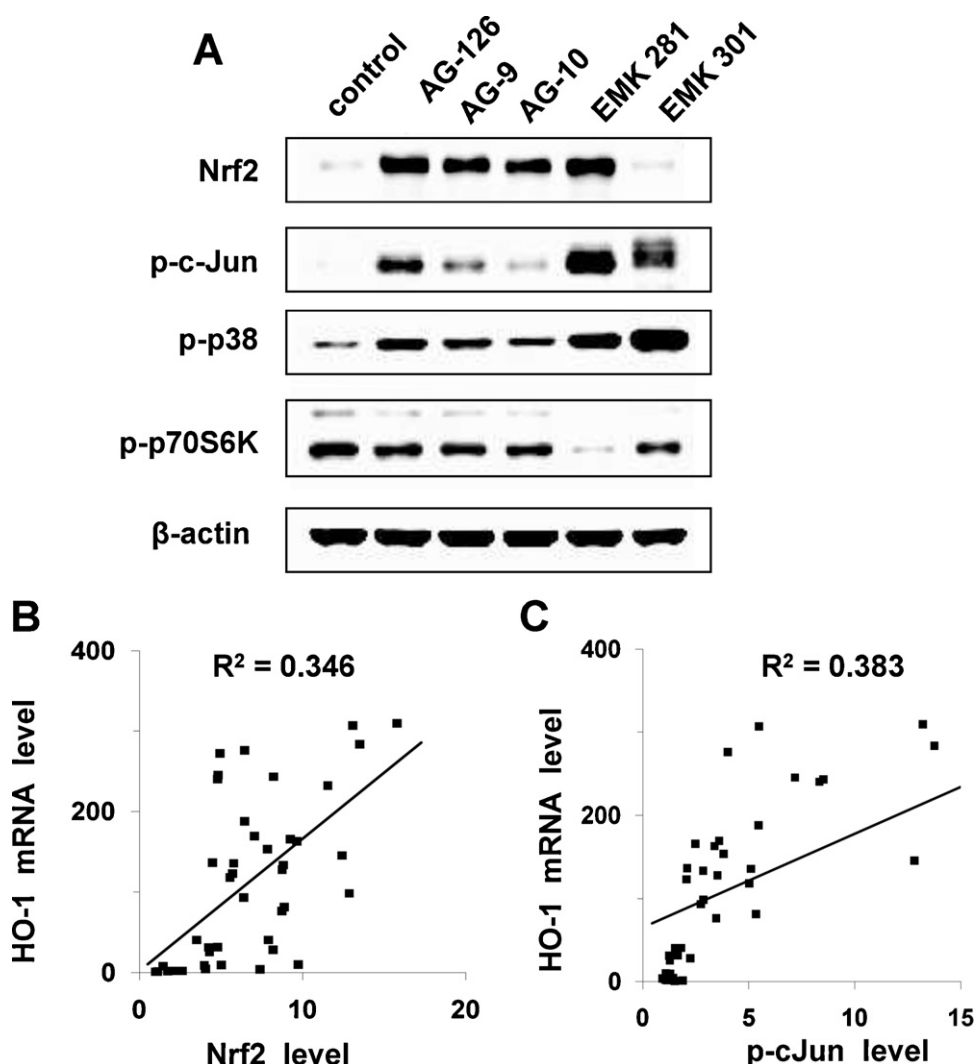 A
control AG-126 AG-9 AG-10 EMK 281 EMK 301
Nrf2
p-c-Jun
p-p38
p-p70S6K
β-actin
B
R² = 0.346
HO-1 mRNA level
400
200
0
0 10 20
Nrf2 level
C
R² = 0.383
HO-1 mRNA level
400
200
0
0 5 10 15
p-cJun level